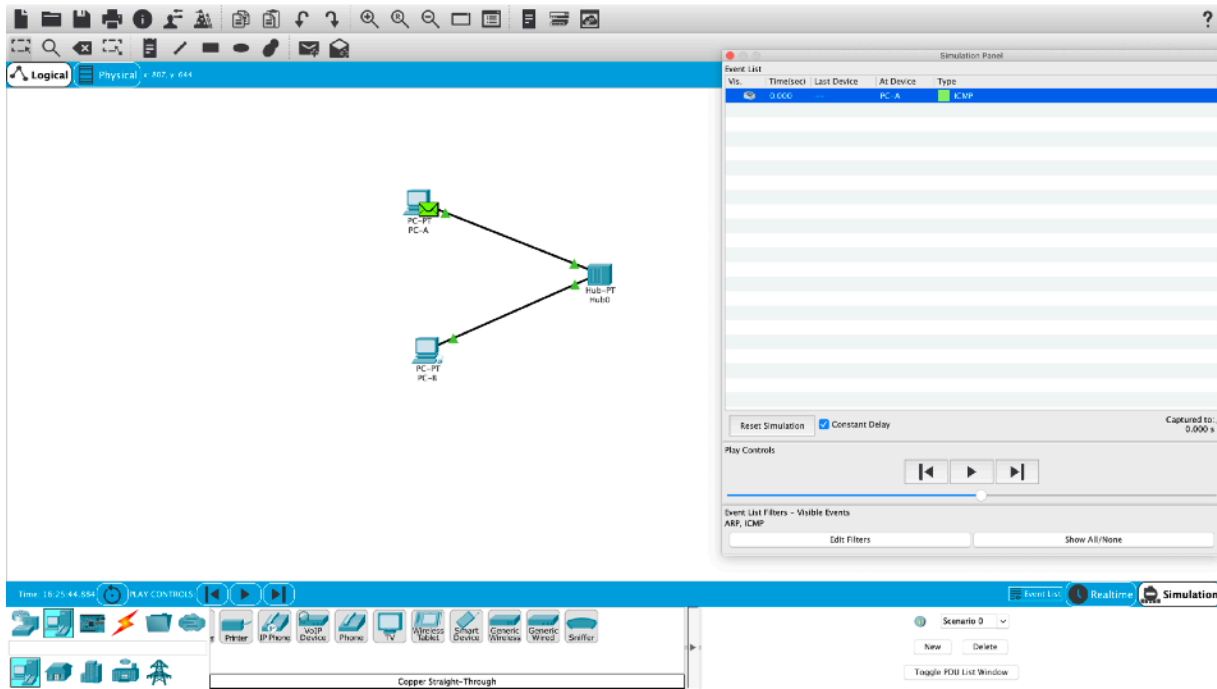 ?
Logical
Physical
x: 807, y: 644
Simulation Panel
Event List
Vis. Time(sec) Last Device At Device Type
0.000 --- PC-A ICMP
PC-PT
PC-A
Hub-PT
Hub0
PC-PT
PC-B
Reset Simulation
Constant Delay
Captured to:
0.000 s
Play Controls
Event List Filters - Visible Events
ARP, ICMP
Edit Filters
Show All/None
Time: 16:25:44.884
PLAY CONTROLS:
Event List
Realtime
Simulation
Printer
IP Phone
VoIP Device
Phone
TV
Wireless Tablet
Smart Device
Generic Wireless
Generic Wired
Sniffer
Copper Straight-Through
Scenario 0
New
Delete
Toggle PDU List Window